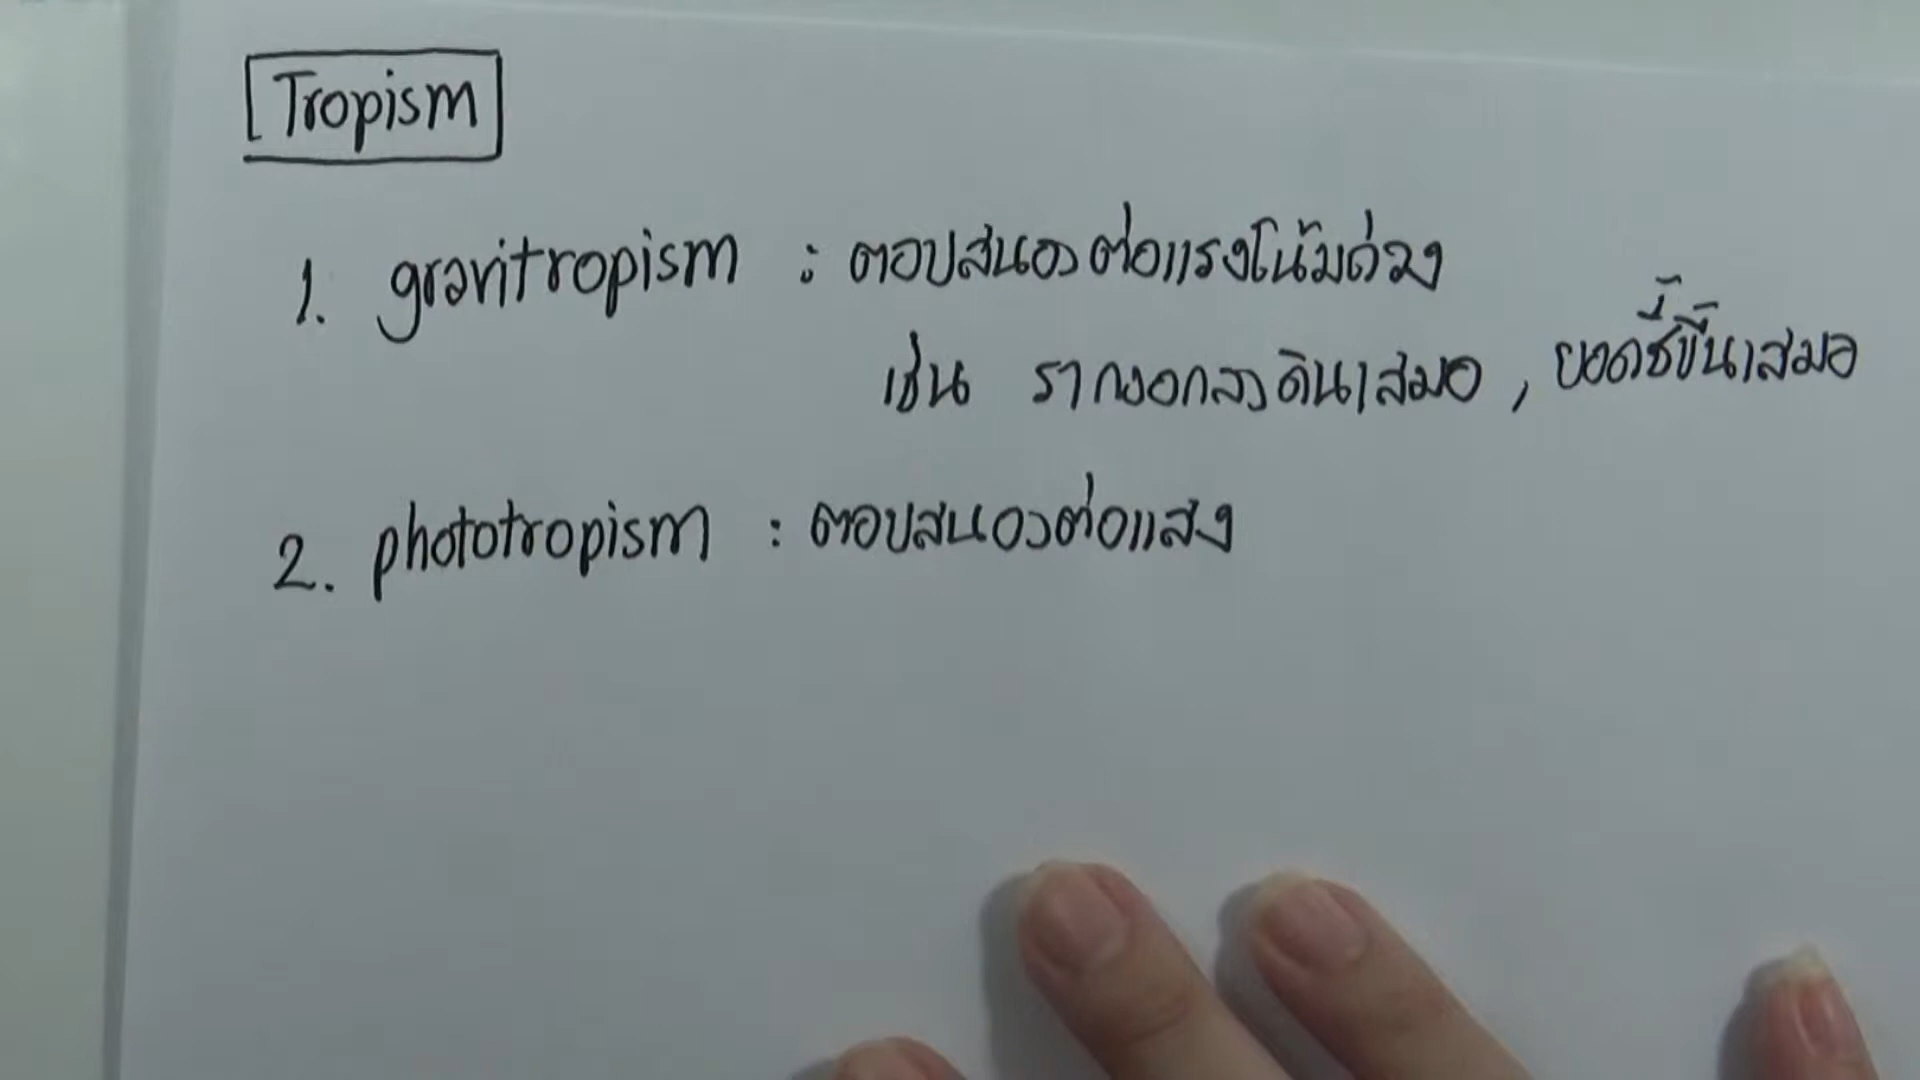 Tropism
1. gravitropism : ตอบสนองต่อแรงโน้มถ่วง
เช่น รากงอกลงดินเสมอ , ยอดชี้ขึ้นเสมอ
2. phototropism : ตอบสนองต่อแสง